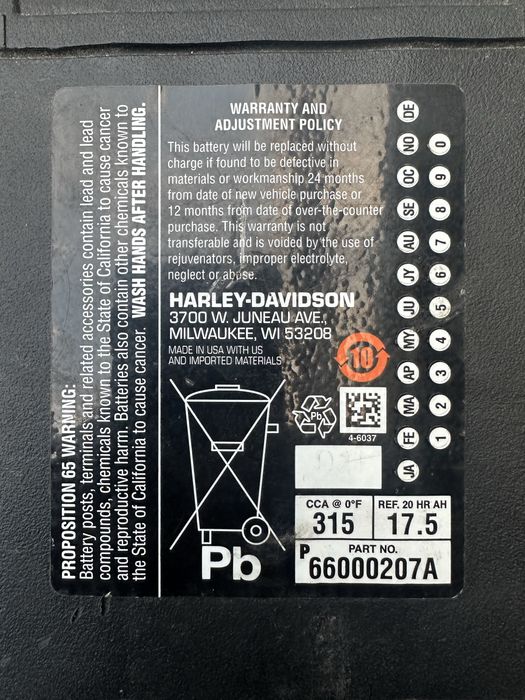 PROPOSITION 65 WARNING:
Battery posts, terminals and related accessories contain lead and lead
compounds, chemicals known to the State of California to cause cancer
and reproductive harm. Batteries also contain other chemicals known to
the State of California to cause cancer. WASH HANDS AFTER HANDLING.
WARRANTY AND
ADJUSTMENT POLICY
This battery will be replaced without
charge if found to be defective in
materials or workmanship 24 months
from date of new vehicle purchase or
12 months from date of over-the-counter
purchase. This warranty is not
transferable and is voided by the use of
rejuvenators, improper electrolyte,
neglect or abuse.
HARLEY-DAVIDSON
3700 W. JUNEAU AVE.,
MILWAUKEE, WI 53208
MADE IN USA WITH US
AND IMPORTED MATERIALS
10
Pb
4-6037
Pb
CCA @ 0°F
315
REF. 20 HR AH
17.5
P
PART NO.
66000207A
JA FE MA AP MY JU JY AU SE OC NO DE
1 2 3 4 5 6 7 8 9 0